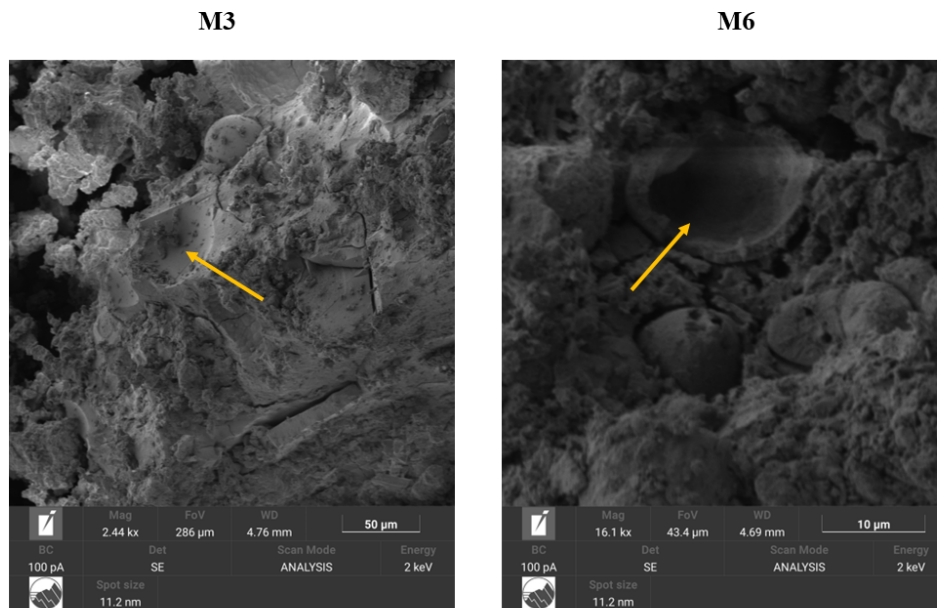 M3
M6
Mag FoV WD
2.44 kx 286 µm 4.76 mm 50 µm
BC Det Scan Mode Energy
100 pA SE ANALYSIS 2 keV
Spot size
11.2 nm
Mag FoV WD
16.1 kx 43.4 µm 4.69 mm 10 µm
BC Det Scan Mode Energy
100 pA SE ANALYSIS 2 keV
Spot size
11.2 nm